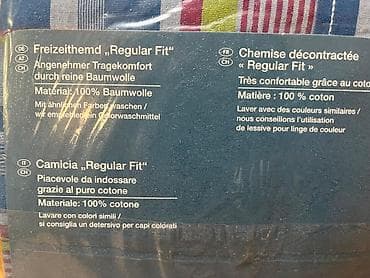 DE
AT
CH
Freizeithemd „Regular Fit“
Angenehmer Tragekomfort
durch reine Baumwolle
Material: 100% Baumwolle
Mit ähnlichen Farben waschen /
wir empfehlen ein Colorwaschmittel
FR
CH
Chemise décontractée
« Regular Fit »
Très confortable grâce au coto
Matière : 100 % coton
Laver avec des couleurs similaires /
nous conseillons l'utilisation
de lessive pour linge de couleur
IT
CH
Camicia „Regular Fit“
Piacevole da indossare
grazie al puro cotone
Materiale: 100% cotone
Lavare con colori simili /
si consiglia un detersivo per capi colorati